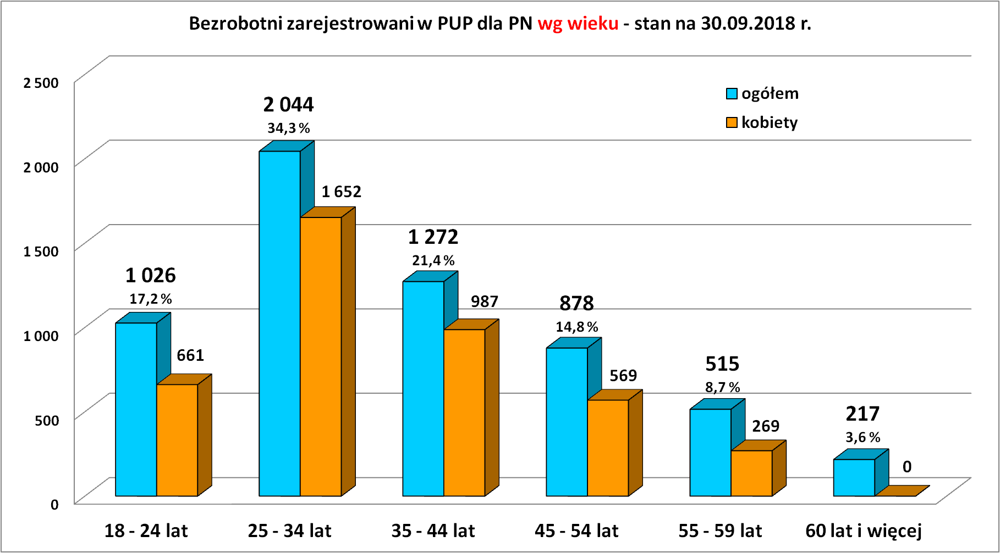 Bezrobotni zarejestrowani w PUP dla PN wg wieku - stan na 30.09.2018 r.
2 500
2 000
1 500
1 000
500
0
ogółem
kobiety
1 026
17,2 %
661
2 044
34,3 %
1 652
1 272
21,4 %
987
878
14,8 %
569
515
8,7 %
269
217
3,6 %
0
18 - 24 lat
25 - 34 lat
35 - 44 lat
45 - 54 lat
55 - 59 lat
60 lat i więcej